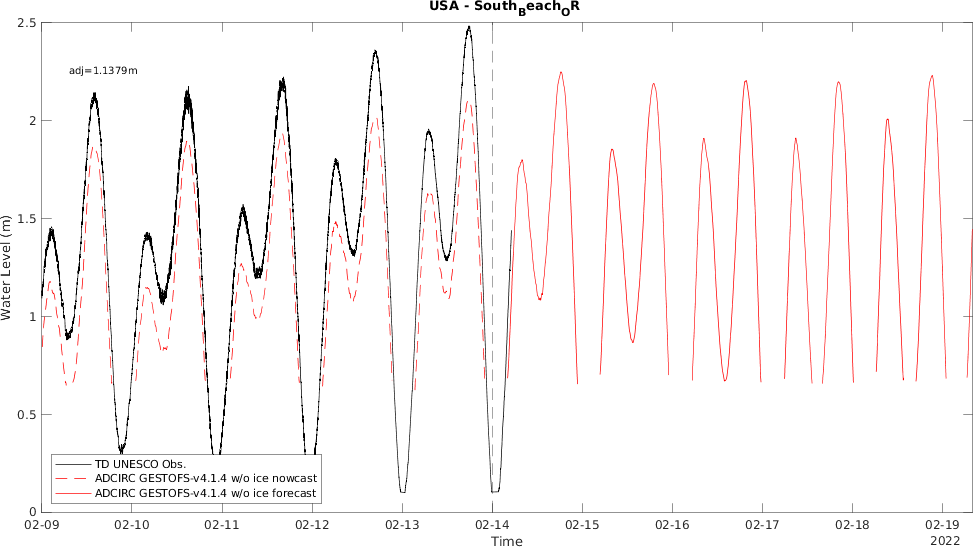 USA - SouthBeachOR
adj=1.1379m
2.5
2
1.5
1
0.5
0
Water Level (m)
TD UNESCO Obs.
ADCIRC GESTOFS-v4.1.4 w/o ice nowcast
ADCIRC GESTOFS-v4.1.4 w/o ice forecast
02-09 02-10 02-11 02-12 02-13 02-14 02-15 02-16 02-17 02-18 02-19
Time 2022